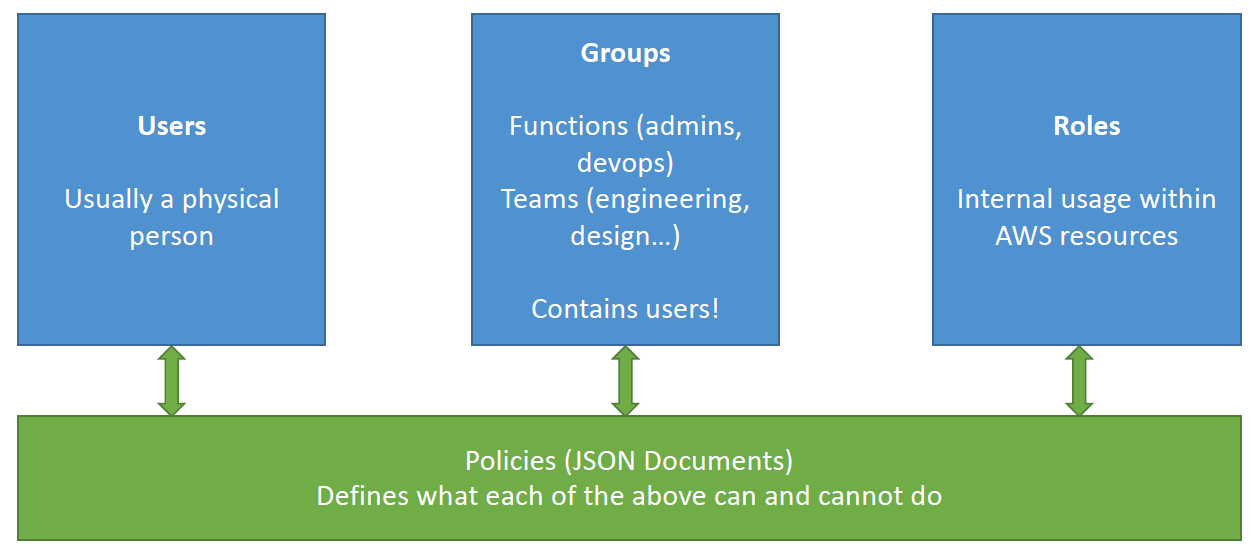 Users
Usually a physical
person
Groups
Functions (admins,
devops)
Teams (engineering,
design...)
Contains users!
Roles
Internal usage within
AWS resources
Policies (JSON Documents)
Defines what each of the above can and cannot do